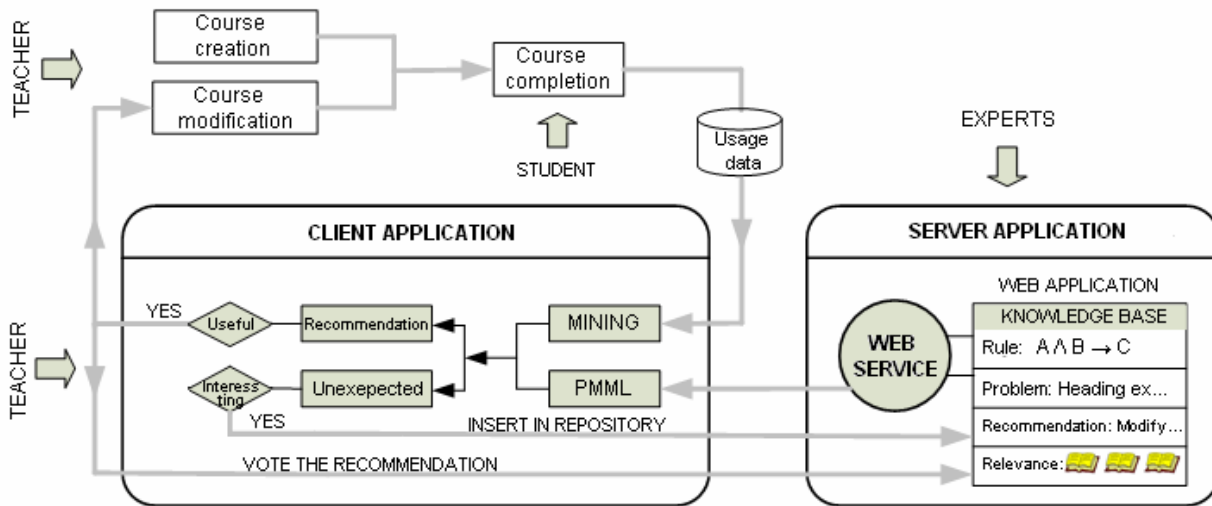 TEACHER
Course
creation
Course
modification
Course
completion
STUDENT
Usage
data
EXPERTS
CLIENT APPLICATION
SERVER APPLICATION
TEACHER
YES
Useful
Recommendation
MINING
Interes
ting
Unexepected
PMML
YES
INSERT IN REPOSITORY
VOTE THE RECOMMENDATION
WEB
SERVICE
WEB APPLICATION
KNOWLEDGE BASE
Rule: A Λ B → C
Problem: Heading ex...
Recommendation: Modify...
Relevance: